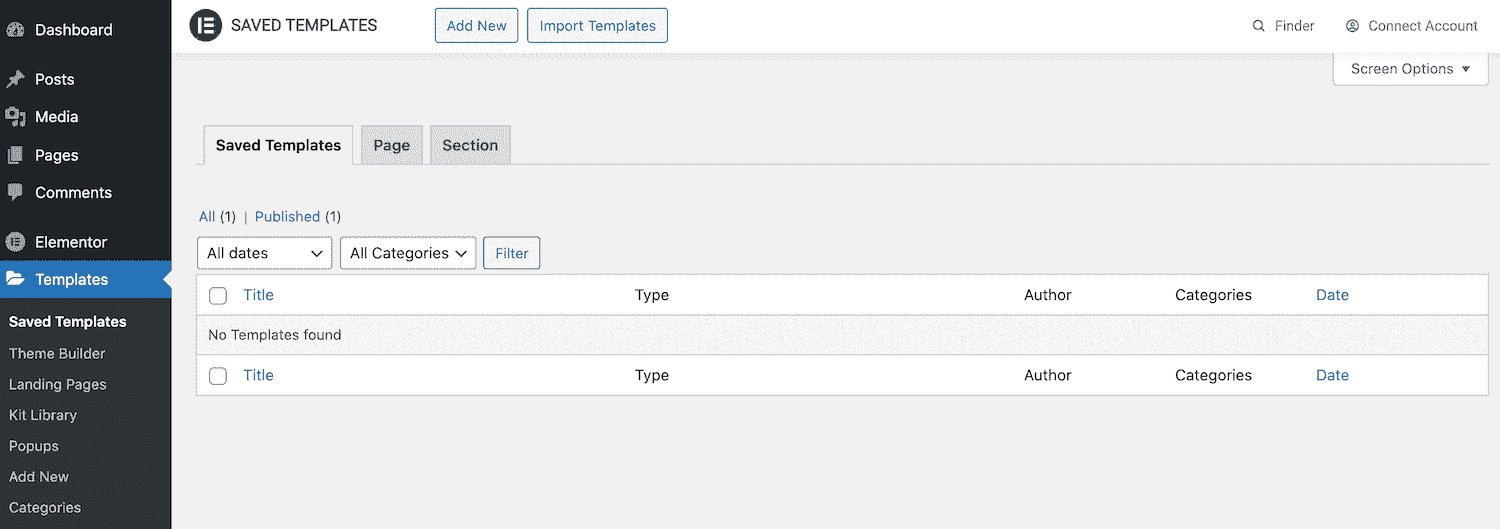 Dashboard
Posts
Media
Pages
Comments
Elementor
Templates
Saved Templates
Theme Builder
Landing Pages
Kit Library
Popups
Add New
Categories
SAVED TEMPLATES Add New Import Templates Finder Connect Account
Screen Options
Saved Templates Page Section
All (1) | Published (1)
All dates All Categories Filter
Title Type Author Categories Date
No Templates found
Title Type Author Categories Date